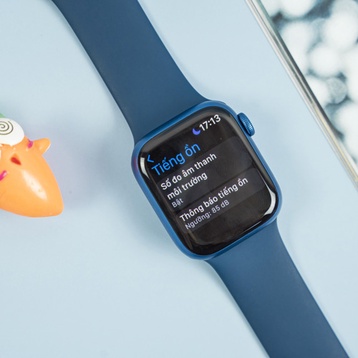 17:13
Tiếng ồn
Số đo âm thanh
môi trường
Bật
Thông báo tiếng ồn
Ngưỡng: 85 dB